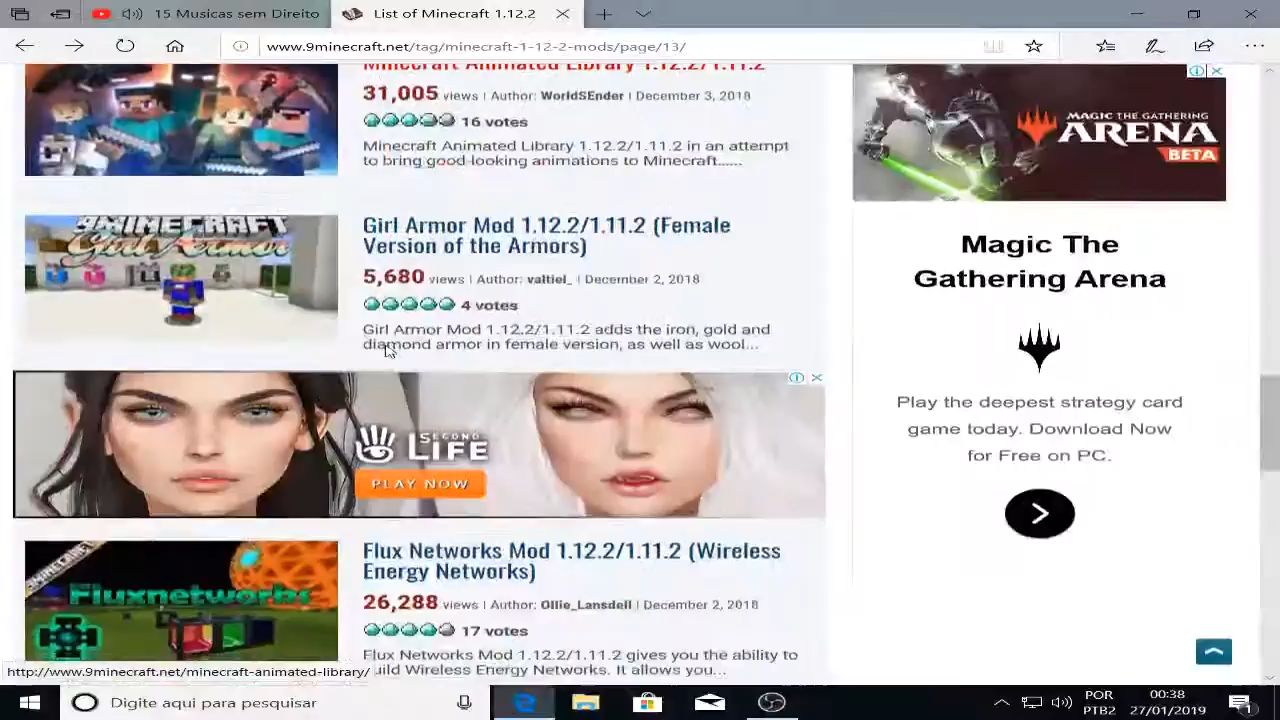 15 Musicas sem Direito
List of Minecraft 1.12.2
www.9minecraft.net/tag/minecraft-1-12-2-mods/page/13/
Minecraft Animated Library 1.12.2/1.11.2
31,005 views | Author: WorldSEnder | December 3, 2018
16 votes
Minecraft Animated Library 1.12.2/1.11.2 in an attempt
to bring good-looking animations to Minecraft......
9MINECRAFT
Girl Armor
Girl Armor Mod 1.12.2/1.11.2 (Female
Version of the Armors)
5,680 views | Author: valtiel_ | December 2, 2018
4 votes
Girl Armor Mod 1.12.2/1.11.2 adds the iron, gold and
diamond armor in female version, as well as wool...
SECOND
LIFE
PLAY NOW
9MINECRAFT
Fluxnetworks
Flux Networks Mod 1.12.2/1.11.2 (Wireless
Energy Networks)
26,288 views | Author: Ollie_Lansdell | December 2, 2018
17 votes
Flux Networks Mod 1.12.2/1.11.2 gives you the ability to
uild Wireless Energy Networks. It allows you...
MAGIC THE GATHERING
ARENA
BETA
Magic The
Gathering Arena
Play the deepest strategy card
game today. Download Now
for Free on PC.
http://www.9minecraft.net/minecraft-animated-library/
Digite aqui para pesquisar
POR
PTB2
00:38
27/01/2019
1